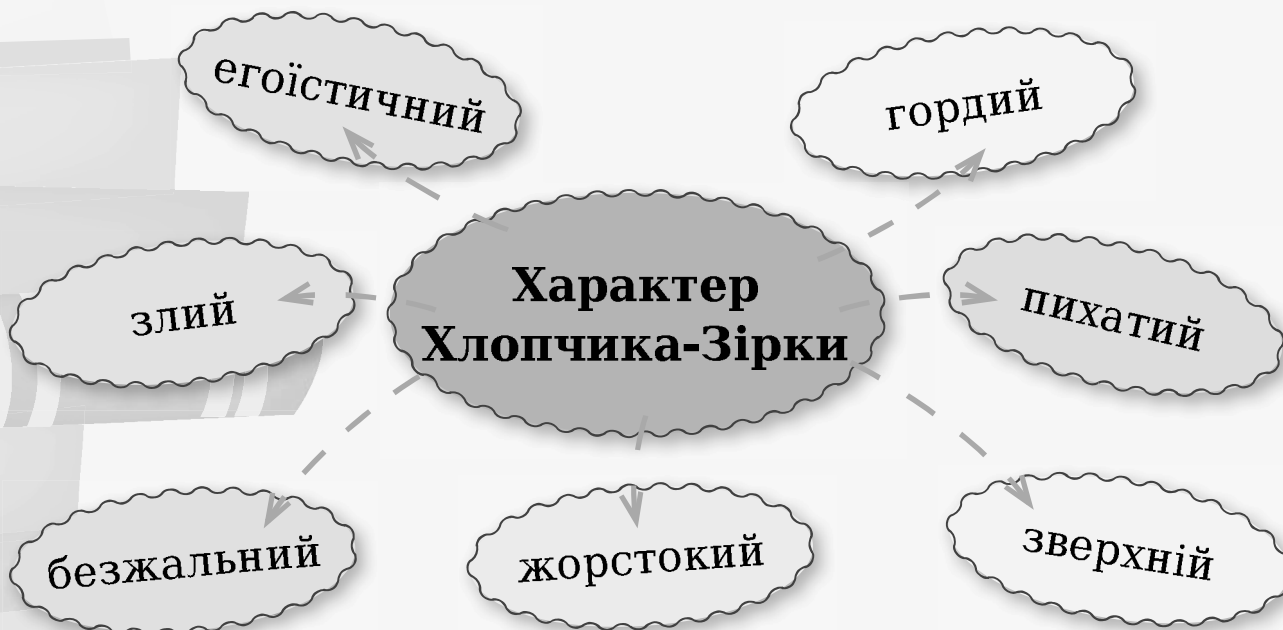 егоїстичний
гордий
Характер
Хлопчика-Зірки
злий
пихатий
безжальний
жорстокий
зверхній